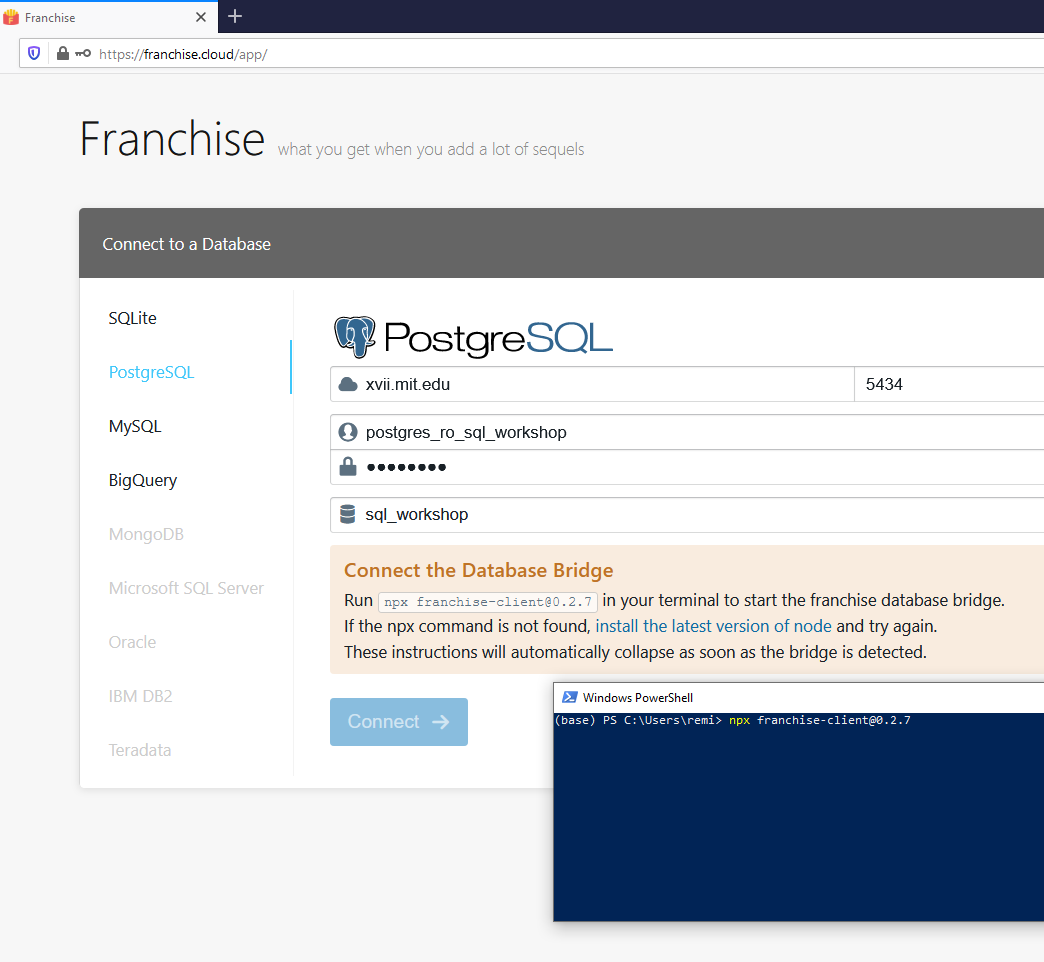 Franchise
https://franchise.cloud/app/
Franchise what you get when you add a lot of sequels
Connect to a Database
SQLite
PostgreSQL
MySQL
BigQuery
MongoDB
Microsoft SQL Server
Oracle
IBM DB2
Teradata
PostgreSQL
xvii.mit.edu 5434
postgres_ro_sql_workshop
••••••••
sql_workshop
Connect the Database Bridge
Run npx franchise-client@0.2.7 in your terminal to start the franchise database bridge.
If the npx command is not found, install the latest version of node and try again.
These instructions will automatically collapse as soon as the bridge is detected.
Connect →
Windows PowerShell
(base) PS C:\Users\remi> npx franchise-client@0.2.7